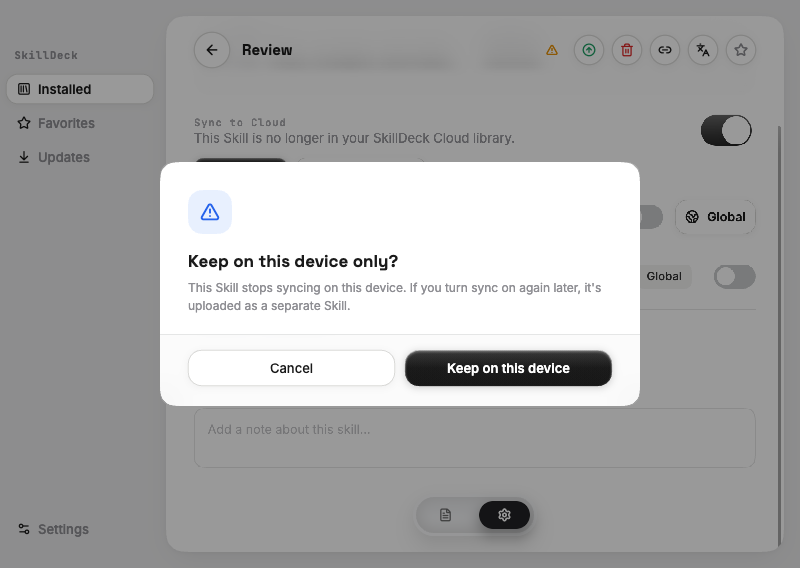 SkillDeck
Installed
Favorites
Updates
Settings
Review
Sync to Cloud
This Skill is no longer in your SkillDeck Cloud library.
Global
Global
Keep on this device only?
This Skill stops syncing on this device. If you turn sync on again later, it's
uploaded as a separate Skill.
Cancel
Keep on this device
Add a note about this skill...